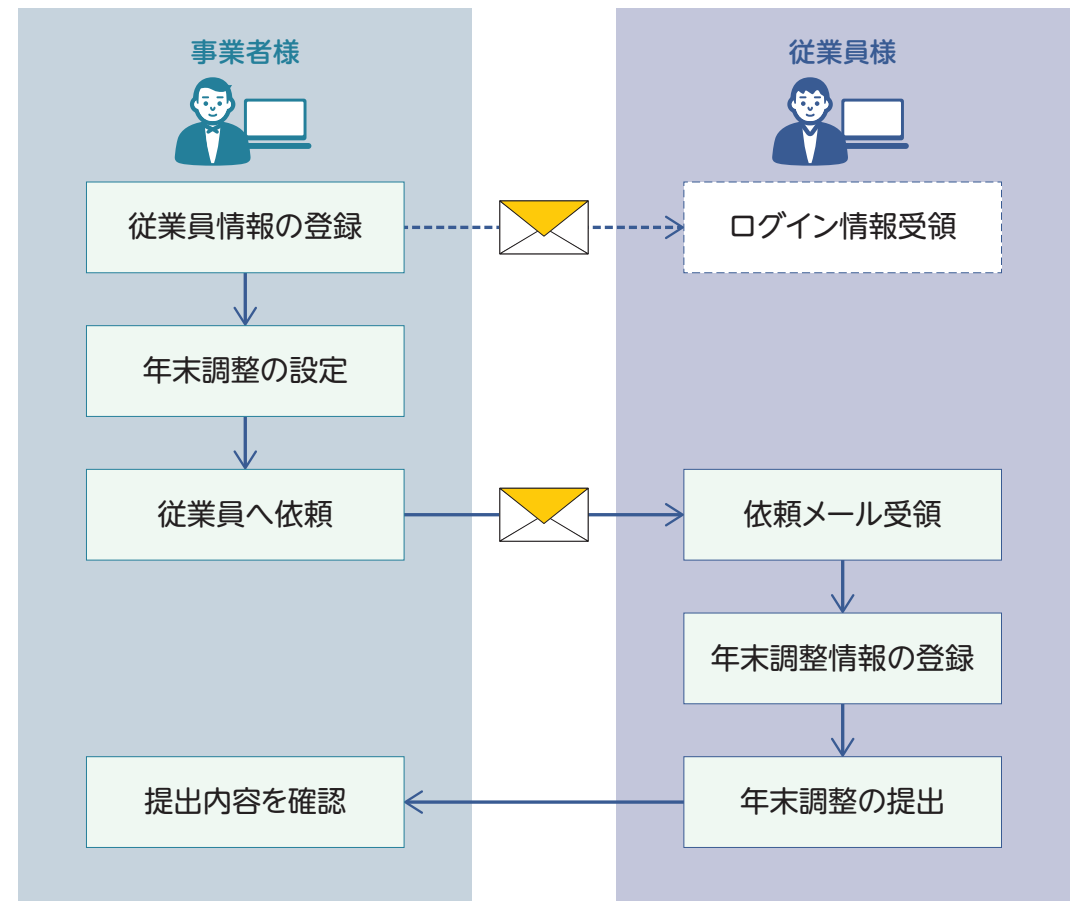 事業者様
従業員様
従業員情報の登録
ログイン情報受領
年末調整の設定
従業員へ依頼
依頼メール受領
年末調整情報の登録
提出内容を確認
年末調整の提出